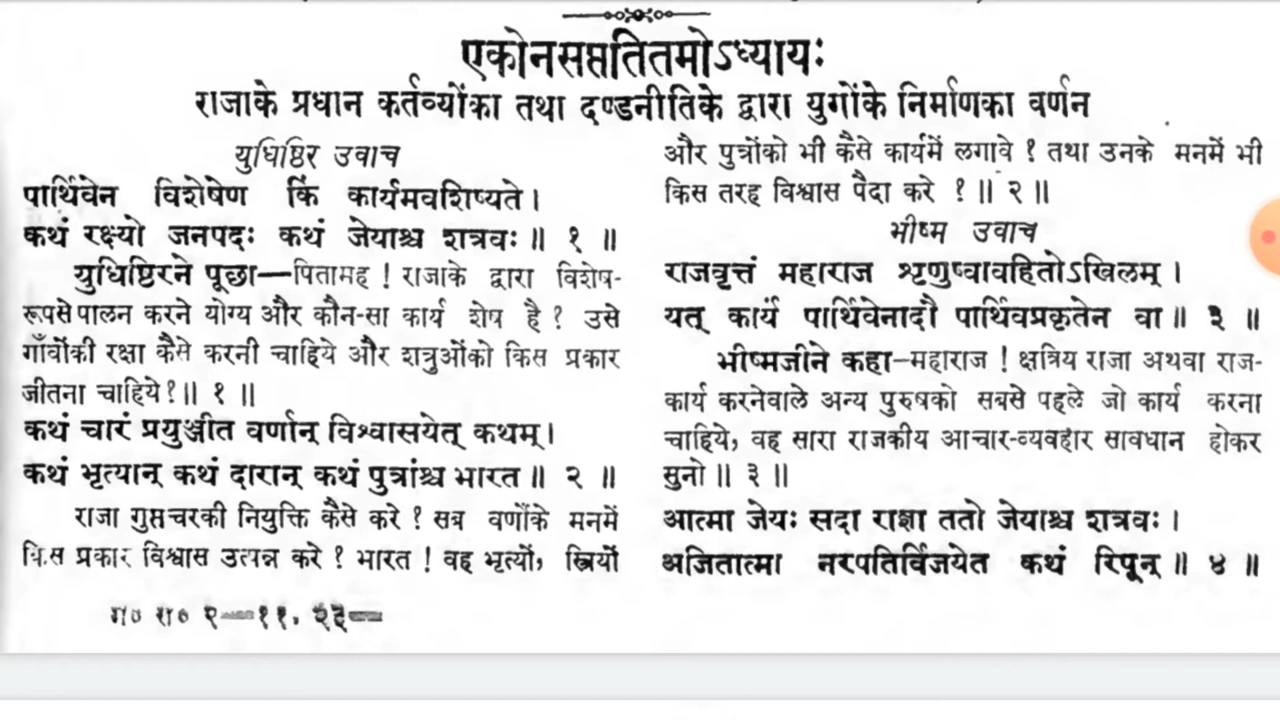 एकोनसप्ततितमोऽध्यायः
राजाके प्रधान कर्तव्योंका तथा दण्डनीतिके द्वारा युगोंके निर्माणका वर्णन
युधिष्ठिर उवाच
पार्थिवेन विशेषेण किं कार्यमवशिष्यते।
कथं रक्ष्यो जनपदः कथं जेयाश्च शत्रवः॥ १ ॥
युधिष्ठिरने पूछा—पितामह ! राजाके द्वारा विशेष-
रूपसे पालन करने योग्य और कौन-सा कार्य शेष है ? उसे
गाँवोंकी रक्षा कैसे करनी चाहिये और शत्रुओंको किस प्रकार
जीतना चाहिये?॥ १ ॥
कथं चारं प्रयुञ्जीत वर्णान् विश्वासयेत् कथम्।
कथं भृत्यान् कथं दारान् कथं पुत्रांश्च भारत॥ २ ॥
राजा गुप्तचरकी नियुक्ति कैसे करे ? सब वर्णोंके मनमें
किस प्रकार विश्वास उत्पन्न करे ? भारत ! वह भृत्यों, स्त्रियों
और पुत्रोंको भी कैसे कार्यमें लगावे ? तथा उनके मनमें भी
किस तरह विश्वास पैदा करे ?॥ २ ॥
भीष्म उवाच
राजवृत्तं महाराज शृणुष्वावहितोऽखिलम्।
यत् कार्यं पार्थिवेनादौ पार्थिवप्रकृतेन वा॥ ३ ॥
भीष्मजीने कहा—महाराज ! क्षत्रिय राजा अथवा राज-
कार्य करनेवाले अन्य पुरुषको सबसे पहले जो कार्य करना
चाहिये, वह सारा राजकीय आचार-व्यवहार सावधान होकर
सुनो॥ ३ ॥
आत्मा जेयः सदा राज्ञा ततो जेयाश्च शत्रवः।
अजितात्मा नरपतिर्विजयेत कथं रिपून्॥ ४ ॥
२—११. २३—